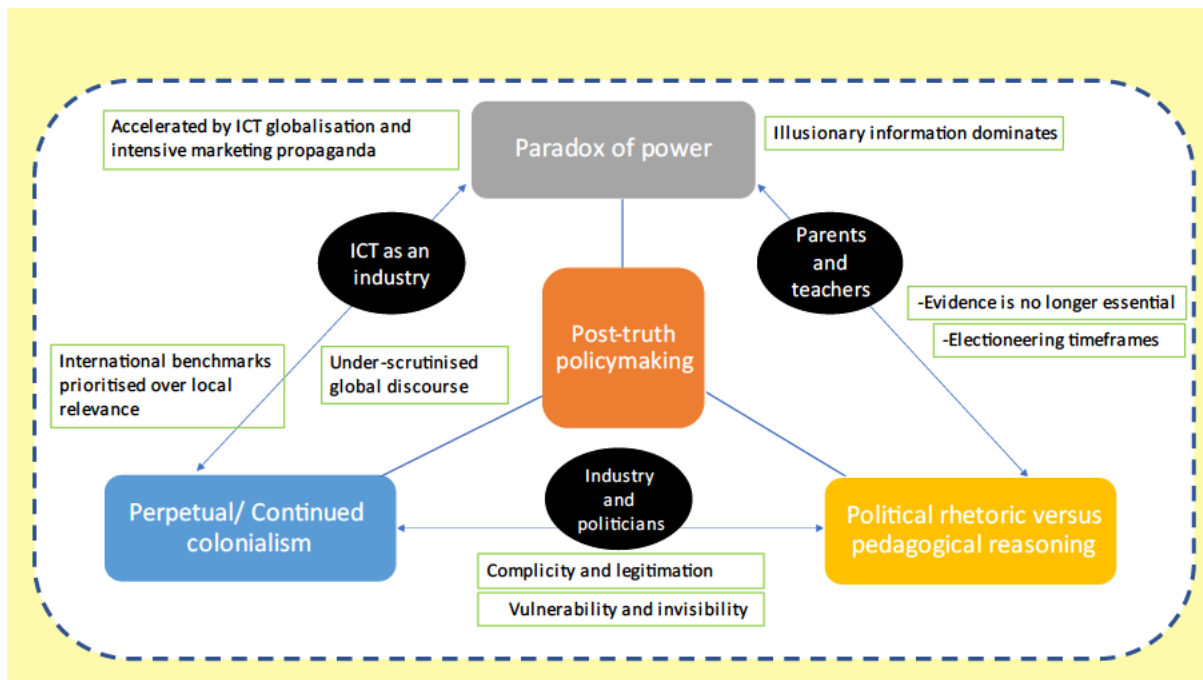 Accelerated by ICT globalisation and
intensive marketing propaganda
Paradox of power
Illusionary information dominates
ICT as an
industry
Parents
and
teachers
-Evidence is no longer essential
-Electioneering timeframes
Post-truth
policymaking
International benchmarks
prioritised over local
relevance
Under-scrutinised
global discourse
Perpetual/ Continued
colonialism
Industry
and
politicians
Political rhetoric versus
pedagogical reasoning
Complicity and legitimation
Vulnerability and invisibility